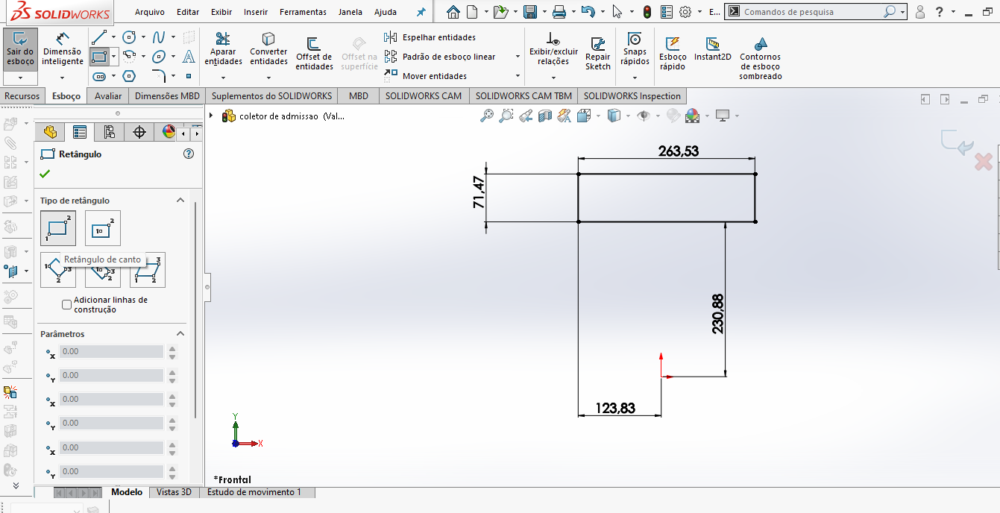 SOLIDWORKS
Arquivo Editar Exibir Inserir Ferramentas Janela Ajuda
E...
Comandos de pesquisa
?
Sair do esboço
Dimensão inteligente
Aparar entidades
Converter entidades
Offset de entidades
Offset na superfície
Espelhar entidades
Padrão de esboço linear
Mover entidades
Exibir/excluir relações
Repair Sketch
Snaps rápidos
Esboço rápido
Instant2D
Contornos de esboço sombreado
Recursos Esboço Avaliar Dimensões MBD Suplementos do SOLIDWORKS MBD SOLIDWORKS CAM SOLIDWORKS CAM TBM SOLIDWORKS Inspection
coletor de admissao (Val...
Retângulo
?
Tipo de retângulo
Retângulo de canto
Adicionar linhas de
construção
Parâmetros
X 0.00
Y 0.00
X 0.00
Y 0.00
X 0.00
Y 0.00
263,53
71,47
230,88
123,83
Y
X
*Frontal
Modelo Vistas 3D Estudo de movimento 1